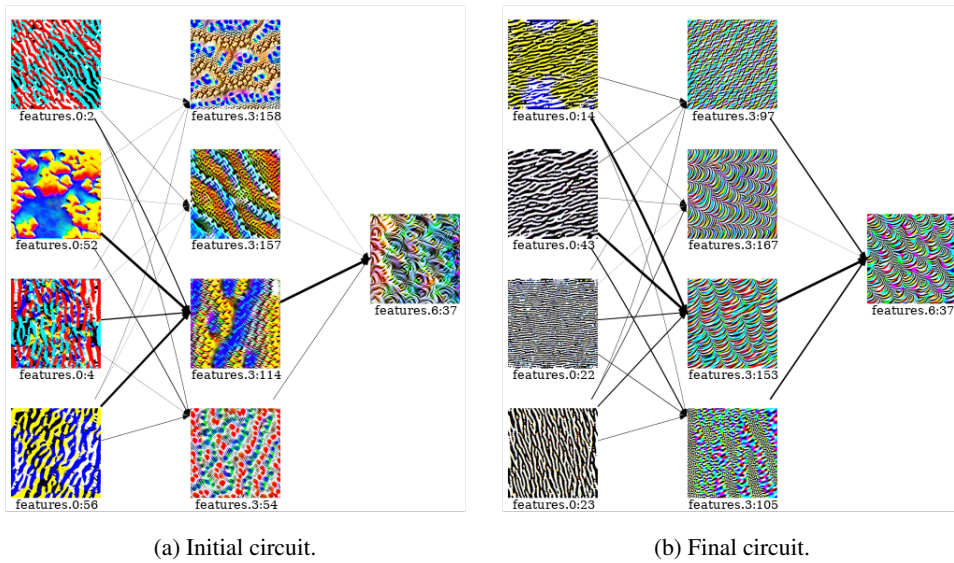 features.0:2
features.3:158
features.0:52
features.3:157
features.6:37
features.0:4
features.3:114
features.0:56
features.3:54
(a) Initial circuit.
features.0:14
features.3:97
features.0:43
features.3:167
features.6:37
features.0:22
features.3:153
features.0:23
features.3:105
(b) Final circuit.